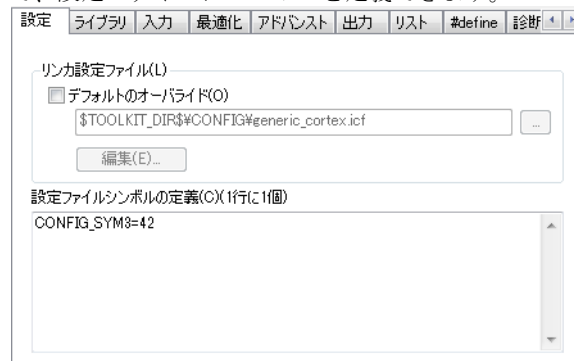 設定 ライブラリ 入力 最適化 アドバンスト 出力 リスト #define 診断
リンカ設定ファイル(L)
デフォルトのオーバライド(O)
$TOOLKIT_DIR$¥CONFIG¥generic_cortex.icf
...
編集(E)...
設定ファイルシンボルの定義(C)(1行に1個)
CONFIG_SYM3=42